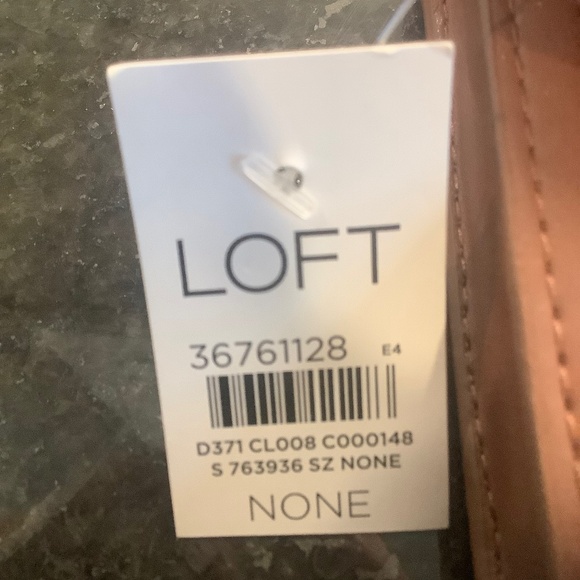 LOFT
36761128 E4
D371 CL008 C000148
S 763936 SZ NONE
NONE